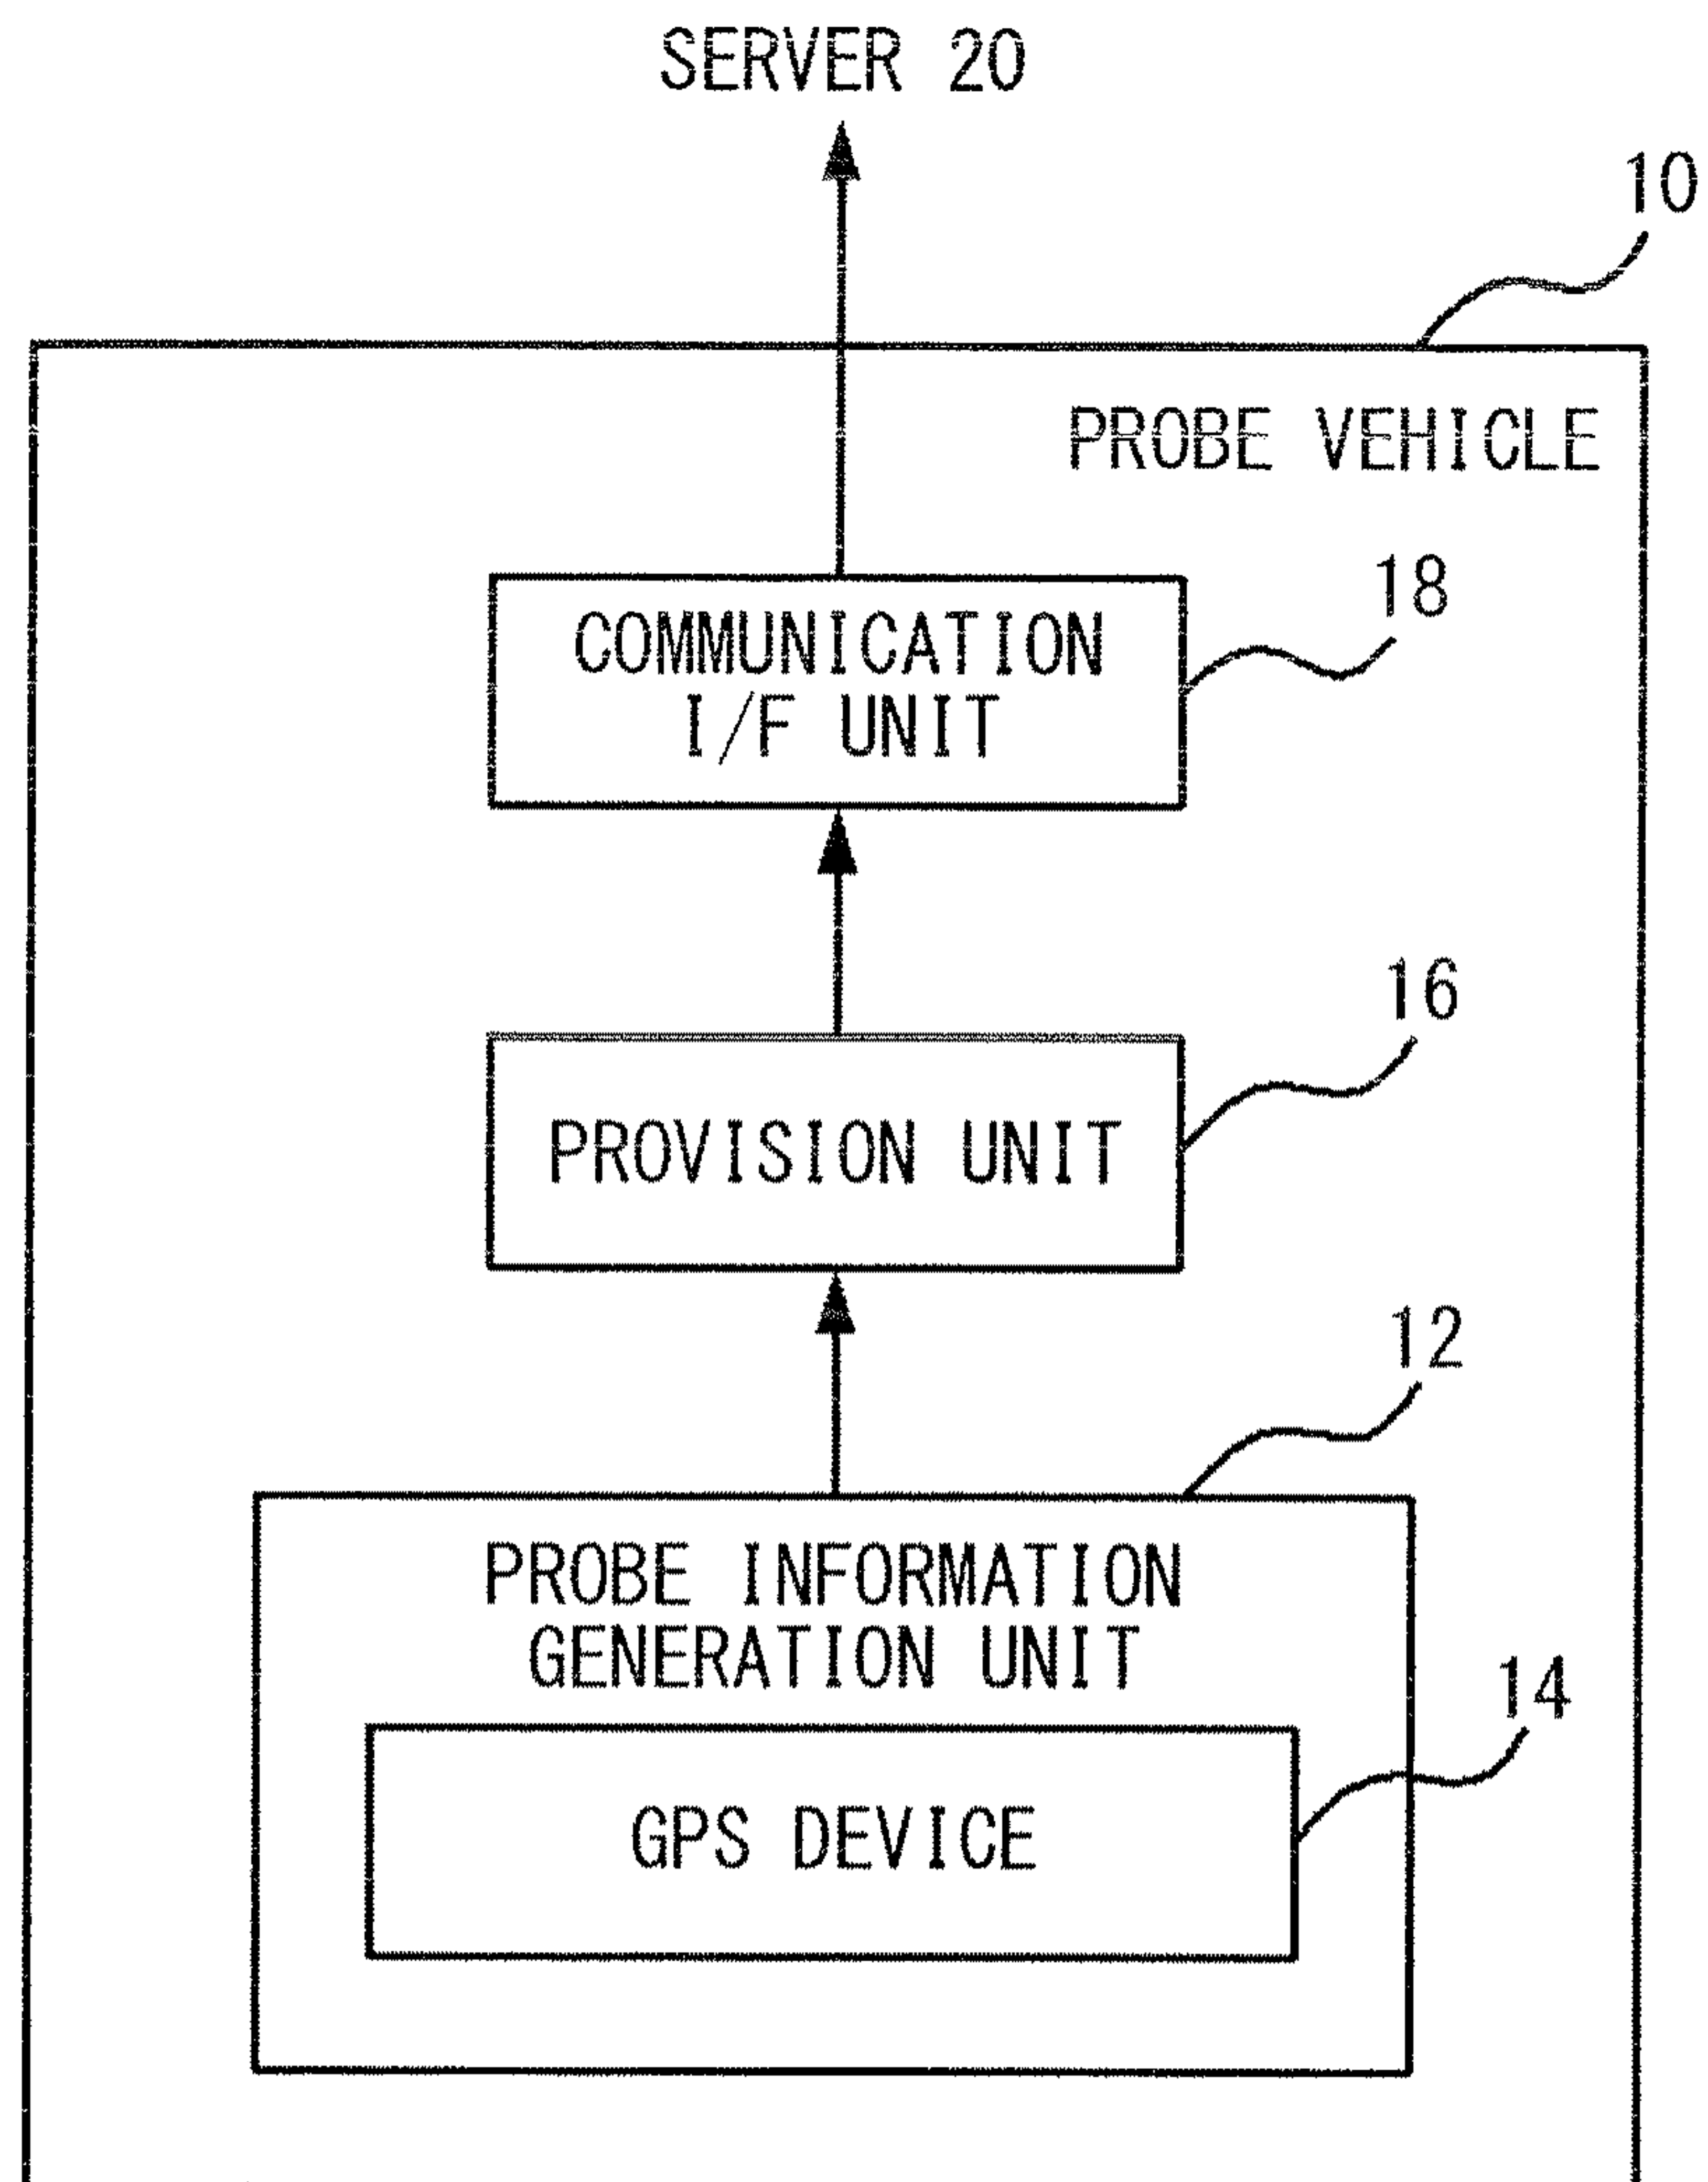 SERVER 20
10
PROBE VEHICLE
18
COMMUNICATION
I/F UNIT
16
PROVISION UNIT
12
PROBE INFORMATION
GENERATION UNIT
14
GPS DEVICE